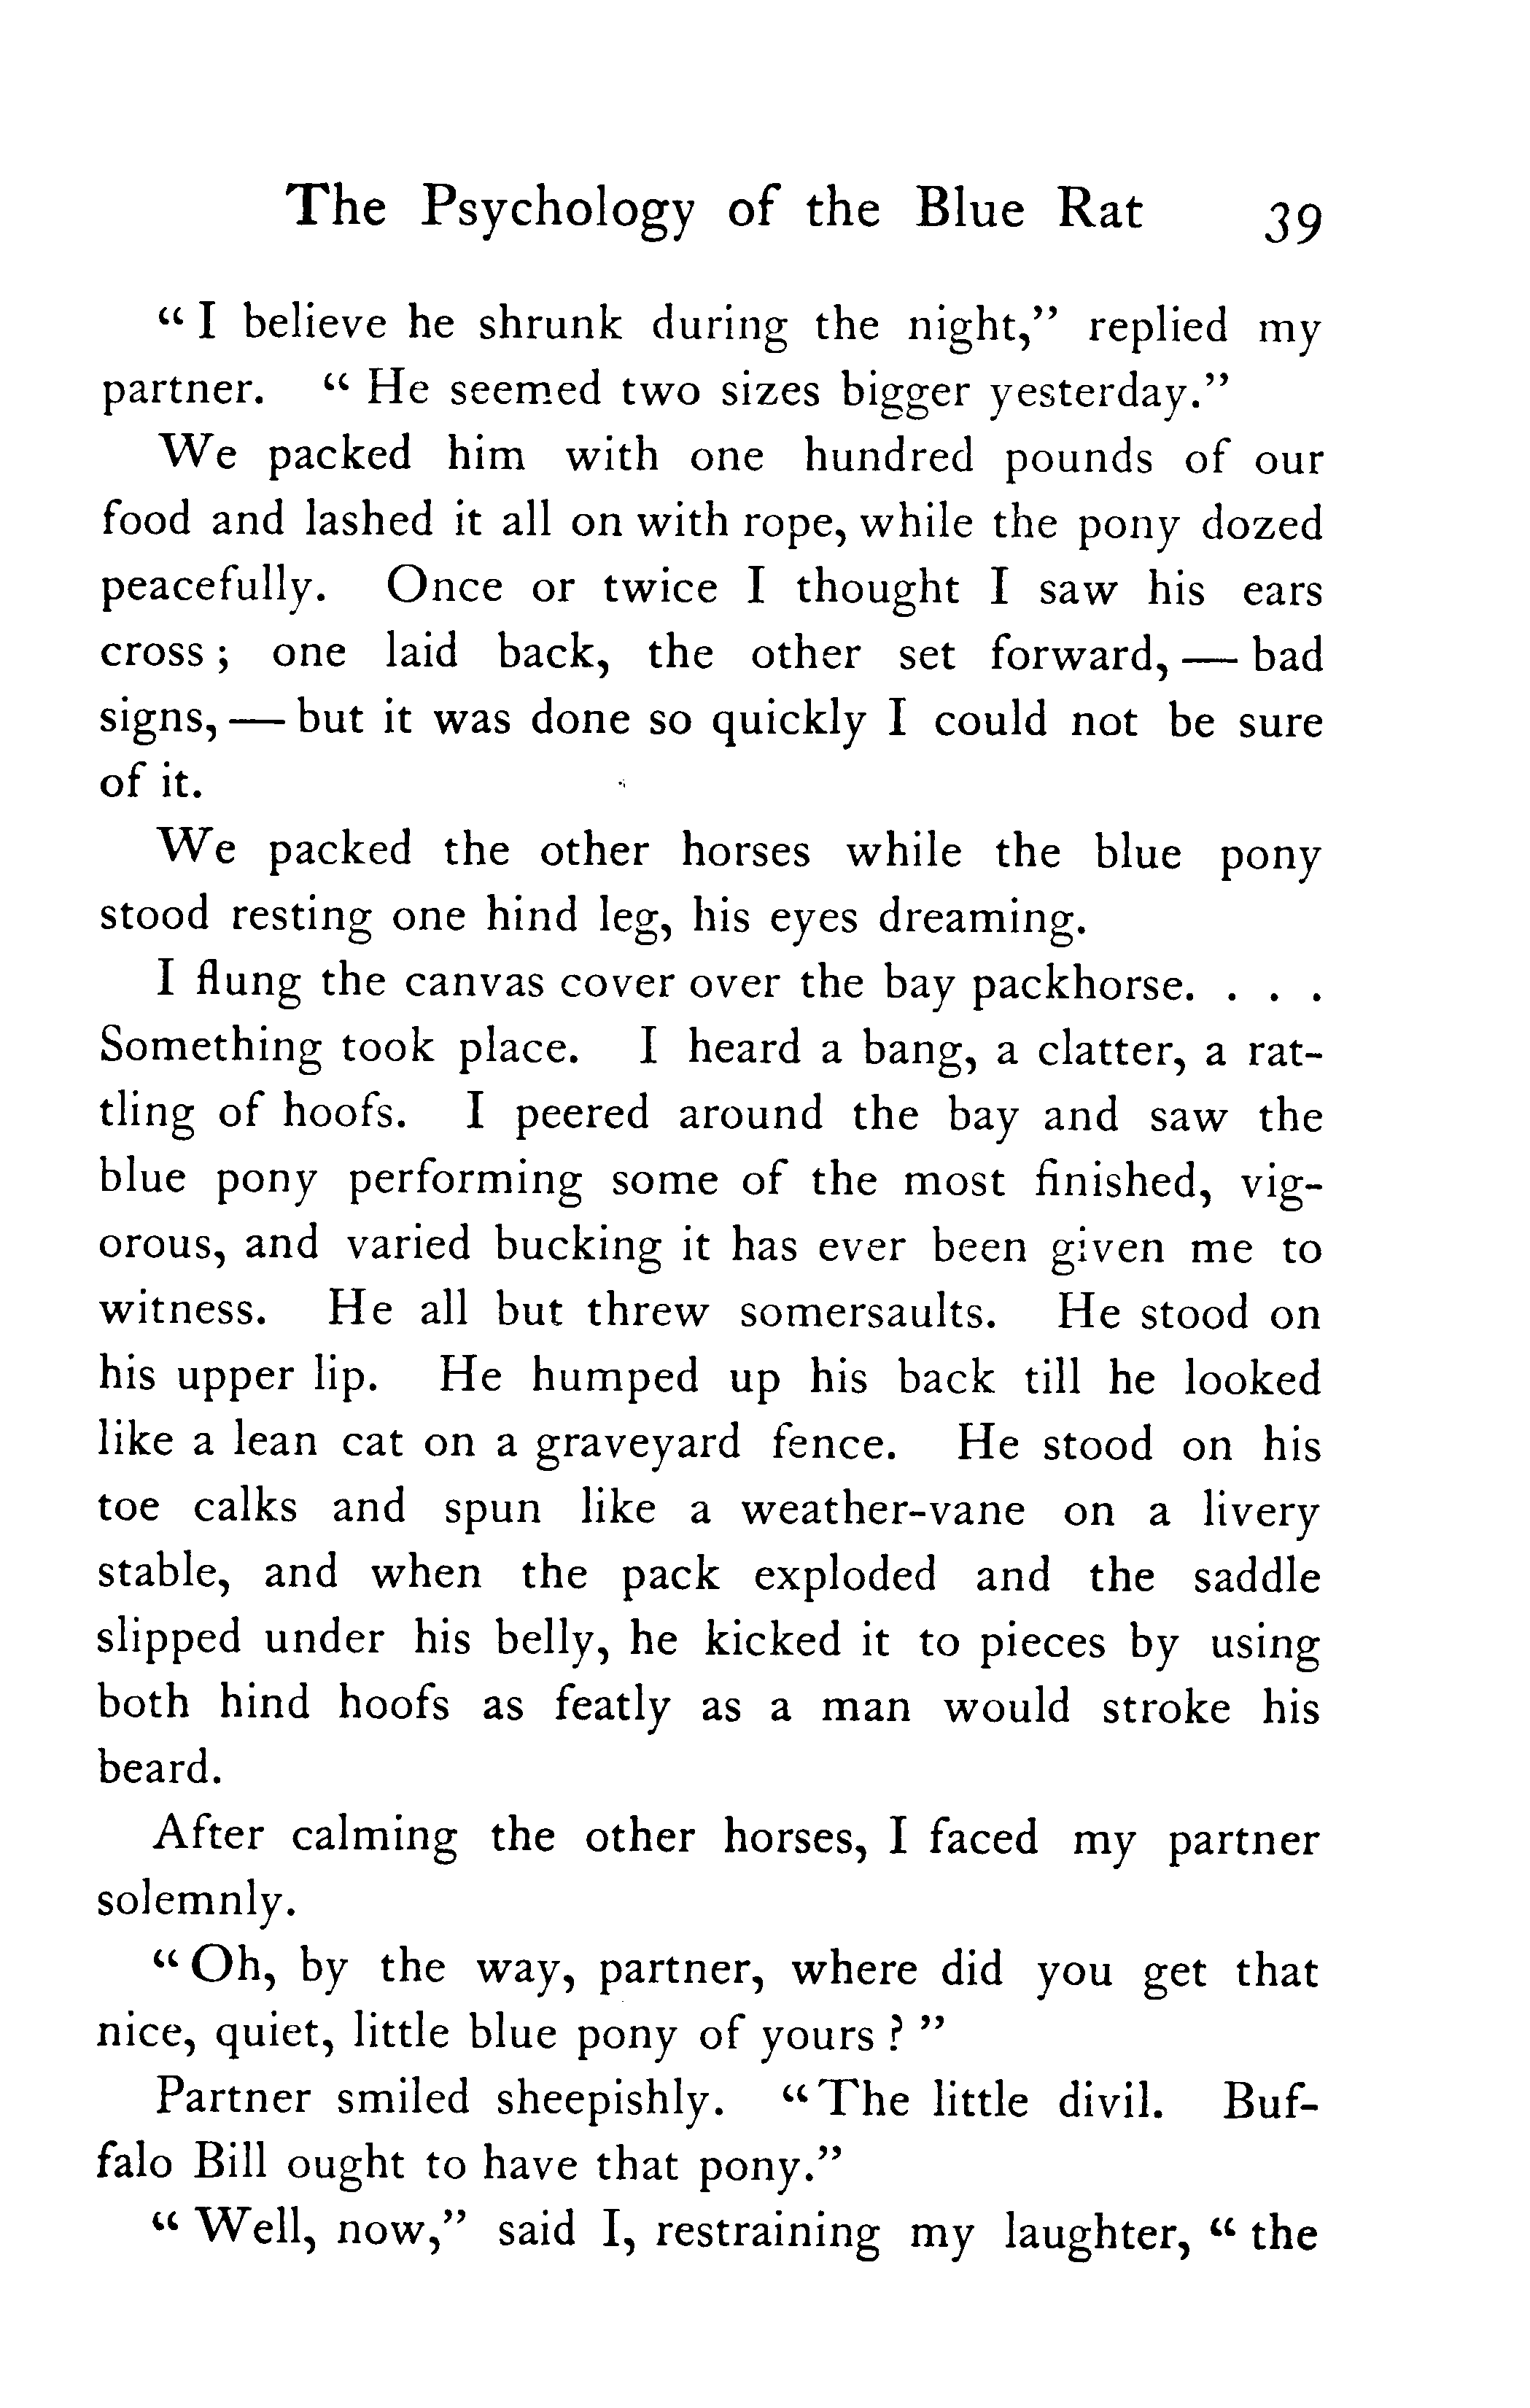 The Psychology of the Blue Rat 39
“ I believe he shrunk during the night,” replied my
partner. “ He seemed two sizes bigger yesterday.”
We packed him with one hundred pounds of our
food and lashed it all on with rope, while the pony dozed
peacefully. Once or twice I thought I saw his ears
cross ; one laid back, the other set forward, — bad
signs, — but it was done so quickly I could not be sure
of it.
We packed the other horses while the blue pony
stood resting one hind leg, his eyes dreaming.
I flung the canvas cover over the bay packhorse. . . .
Something took place. I heard a bang, a clatter, a rat-
tling of hoofs. I peered around the bay and saw the
blue pony performing some of the most finished, vig-
orous, and varied bucking it has ever been given me to
witness. He all but threw somersaults. He stood on
his upper lip. He humped up his back till he looked
like a lean cat on a graveyard fence. He stood on his
toe calks and spun like a weather-vane on a livery
stable, and when the pack exploded and the saddle
slipped under his belly, he kicked it to pieces by using
both hind hoofs as featly as a man would stroke his
beard.
After calming the other horses, I faced my partner
solemnly.
“ Oh, by the way, partner, where did you get that
nice, quiet, little blue pony of yours ? ”
Partner smiled sheepishly. “ The little divil. Buf-
falo Bill ought to have that pony.”
“ Well, now,” said I, restraining my laughter, “ the